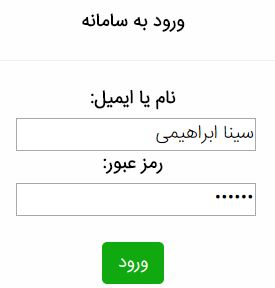 ورود به سامانه
نام یا ایمیل:
سینا ابراهیمی
رمز عبور:
••••••
ورود